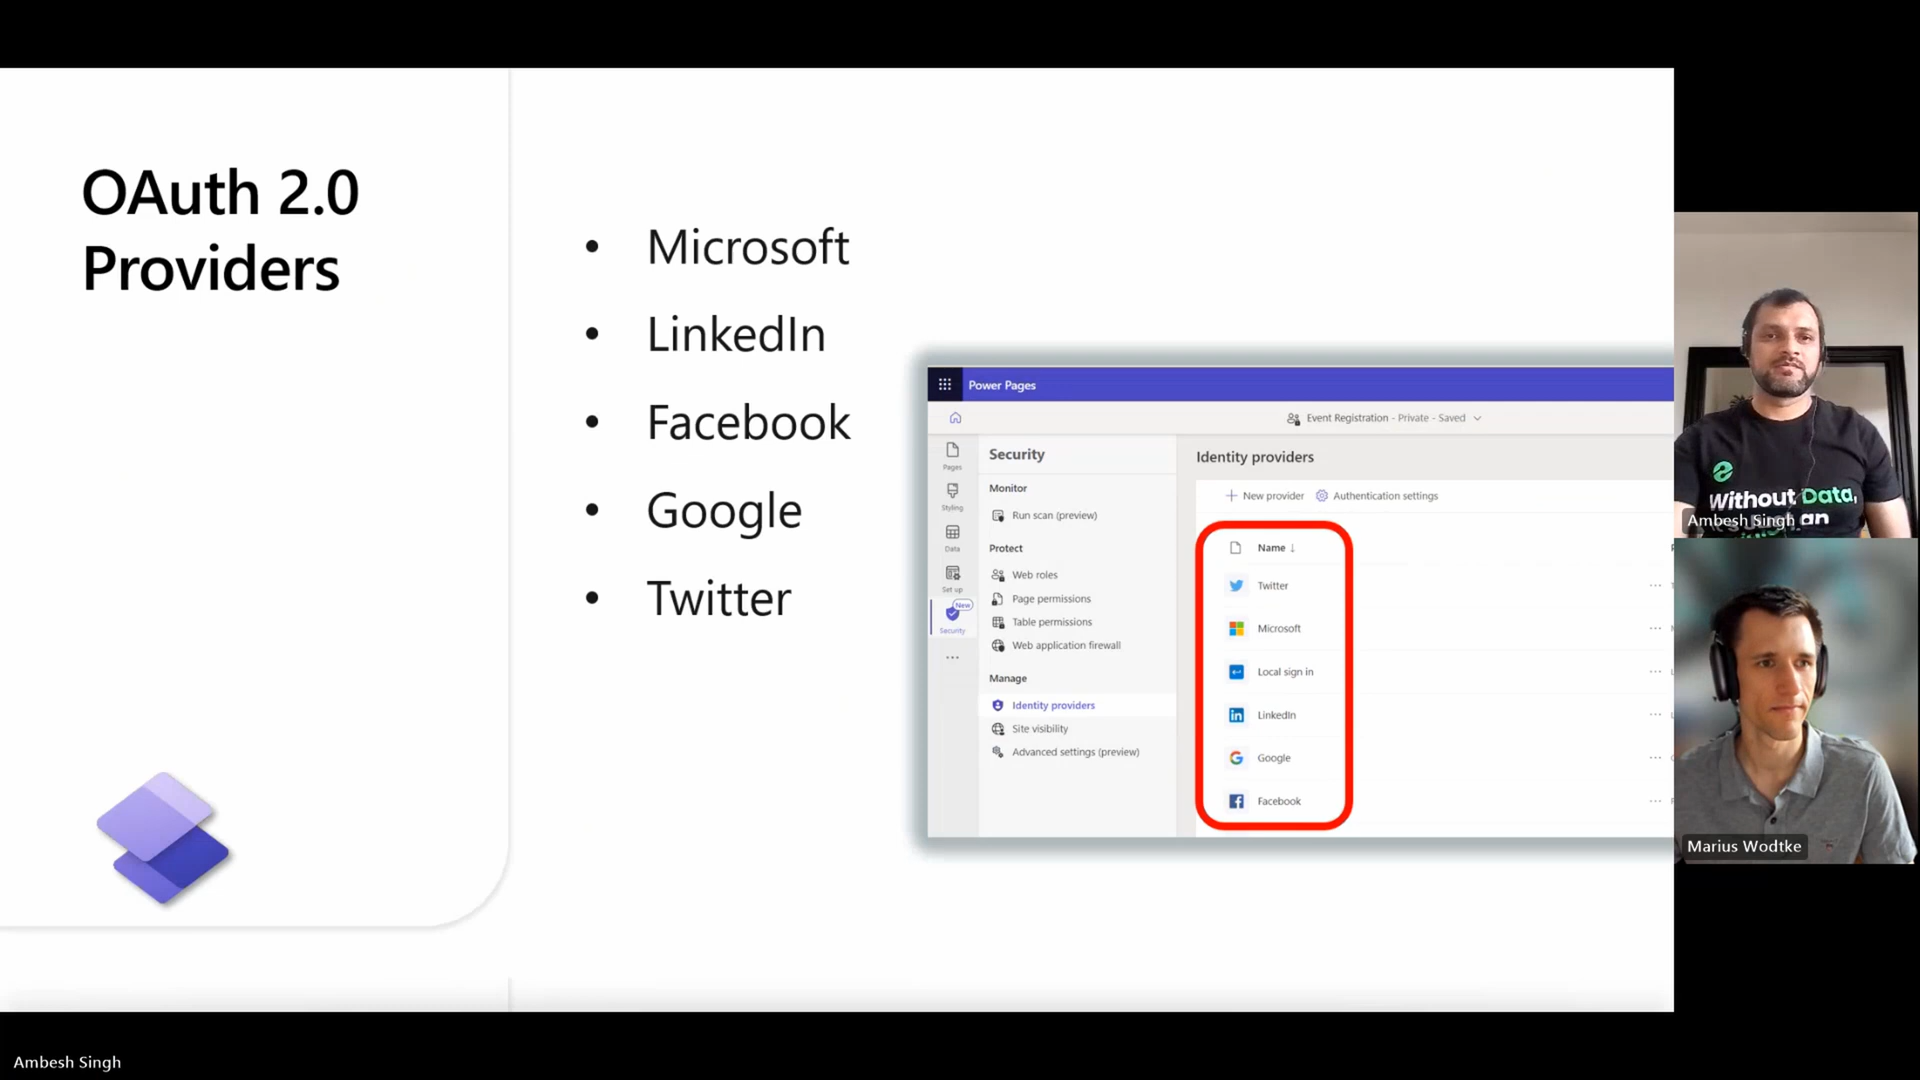 OAuth 2.0
Providers
• Microsoft
• LinkedIn
• Facebook
• Google
• Twitter
Power Pages
Event Registration - Private - Saved
Pages
Styling
Data
Set up
New
Security
Security
Monitor
Run scan (preview)
Protect
Web roles
Page permissions
Table permissions
Web application firewall
Manage
Identity providers
Site visibility
Advanced settings (preview)
Identity providers
+ New provider
Authentication settings
Name ↓
Twitter
Microsoft
Local sign in
LinkedIn
Google
Facebook
Without Data,
an
Ambesh Singh
Marius Wodtke
Ambesh Singh